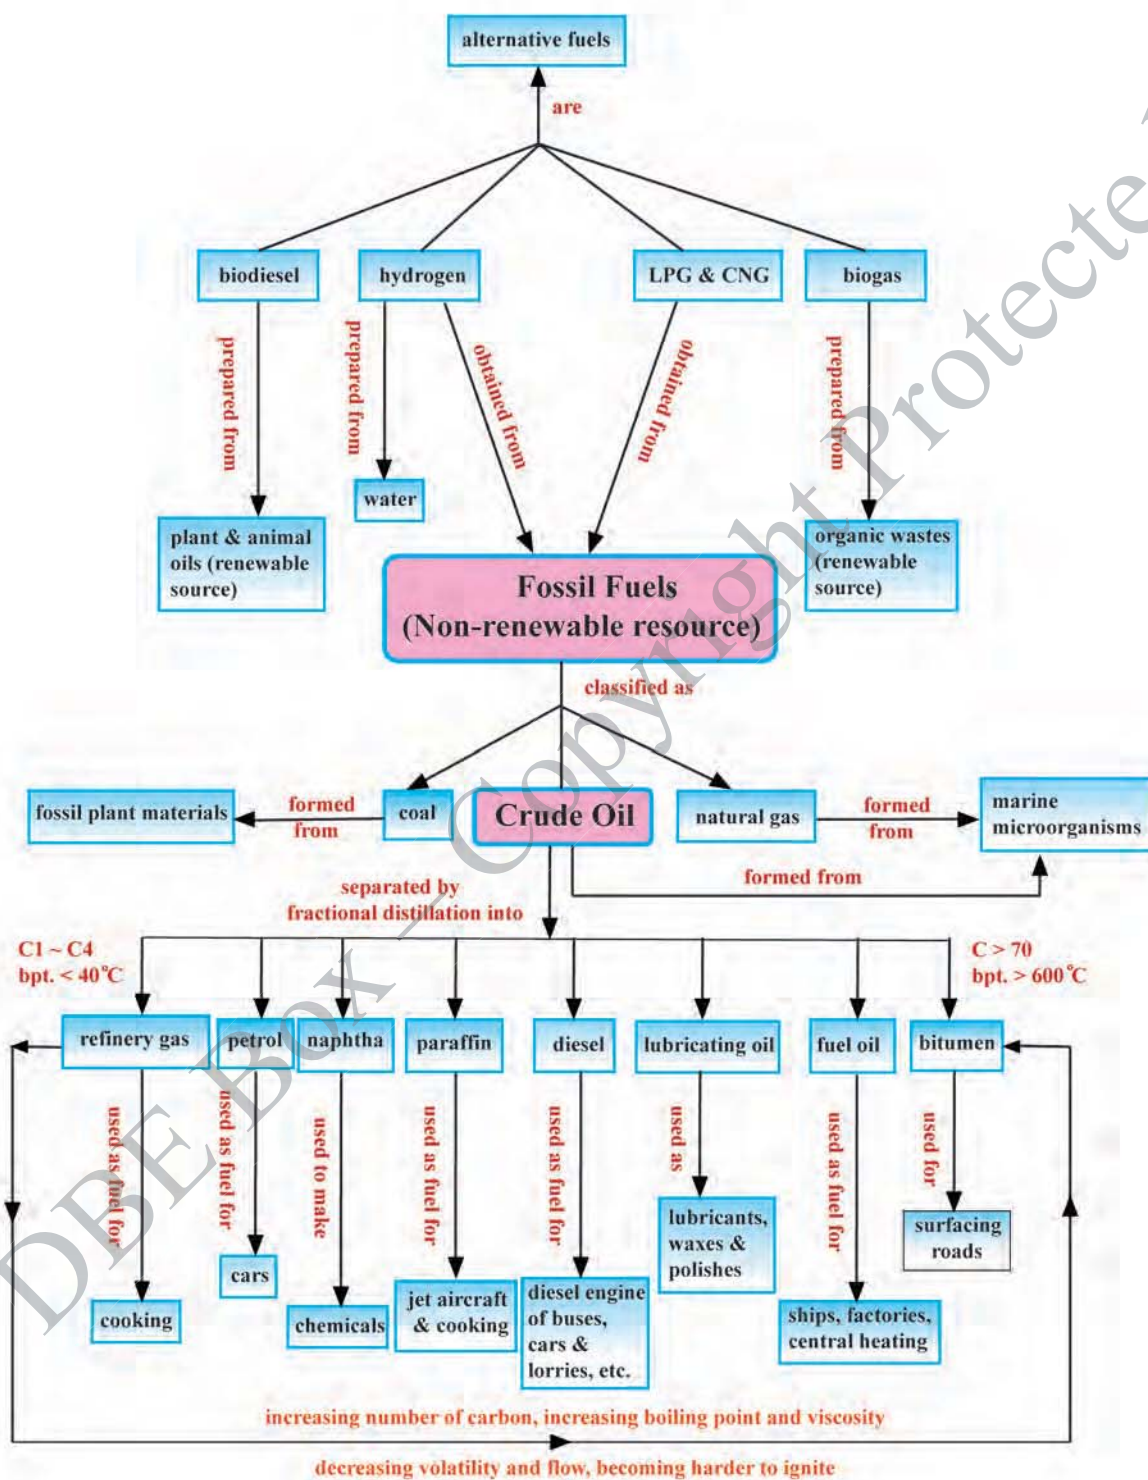 alternative fuels
are
biodiesel
hydrogen
LPG & CNG
biogas
prepared from
prepared from
obtained from
obtained from
prepared from
water
plant & animal
oils (renewable
source)
organic wastes
(renewable
source)
Fossil Fuels
(Non-renewable resource)
classified as
fossil plant materials
formed
from
coal
Crude Oil
natural gas
formed
from
marine
microorganisms
formed from
separated by
fractional distillation into
C1 ~ C4
bpt. < 40°C
C > 70
bpt. > 600°C
refinery gas
petrol
naphtha
paraffin
diesel
lubricating oil
fuel oil
bitumen
used as fuel for
used as fuel for
used to make
used as fuel for
used as fuel for
used as
used as fuel for
used for
cooking
cars
chemicals
jet aircraft
& cooking
diesel engine
of buses,
cars &
lorries, etc.
lubricants,
waxes &
polishes
ships, factories,
central heating
surfacing
roads
increasing number of carbon, increasing boiling point and viscosity
decreasing volatility and flow, becoming harder to ignite
DBE Box – Copyright Protected